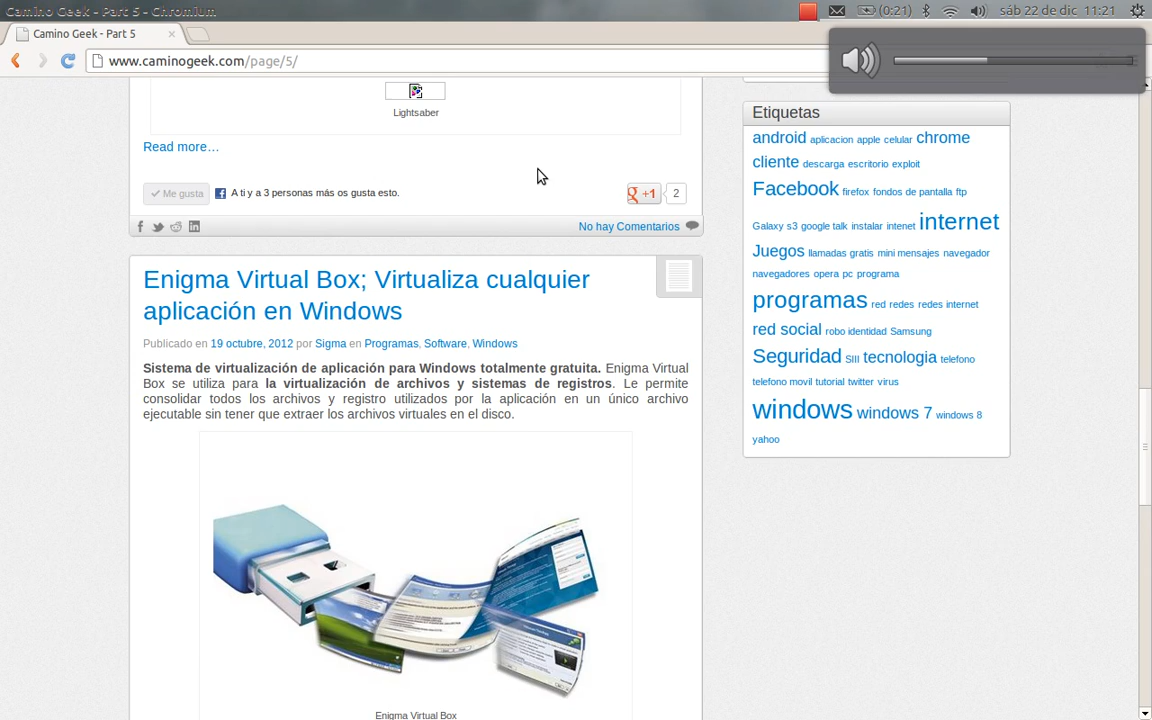 Camino Geek - Part 5 - Chromium
(0:21)
sáb 22 de dic 11:21
Camino Geek - Part 5
www.caminogeek.com/page/5/
Lightsaber
Read more…
Me gusta
A ti y a 3 personas más os gusta esto.
+1
2
No hay Comentarios
Enigma Virtual Box; Virtualiza cualquier
aplicación en Windows
Publicado en 19 octubre, 2012 por Sigma en Programas, Software, Windows
Sistema de virtualización de aplicación para Windows totalmente gratuita. Enigma Virtual
Box se utiliza para la virtualización de archivos y sistemas de registros. Le permite
consolidar todos los archivos y registro utilizados por la aplicación en un único archivo
ejecutable sin tener que extraer los archivos virtuales en el disco.
Enigma Virtual Box
Etiquetas
android aplicacion apple celular chrome
cliente descarga escritorio exploit
Facebook firefox fondos de pantalla ftp
Galaxy s3 google talk instalar intenet internet
Juegos llamadas gratis mini mensajes navegador
navegadores opera pc programa
programas red redes redes internet
red social robo identidad Samsung
Seguridad SIII tecnologia telefono
telefono movil tutorial twitter virus
windows windows 7 windows 8
yahoo